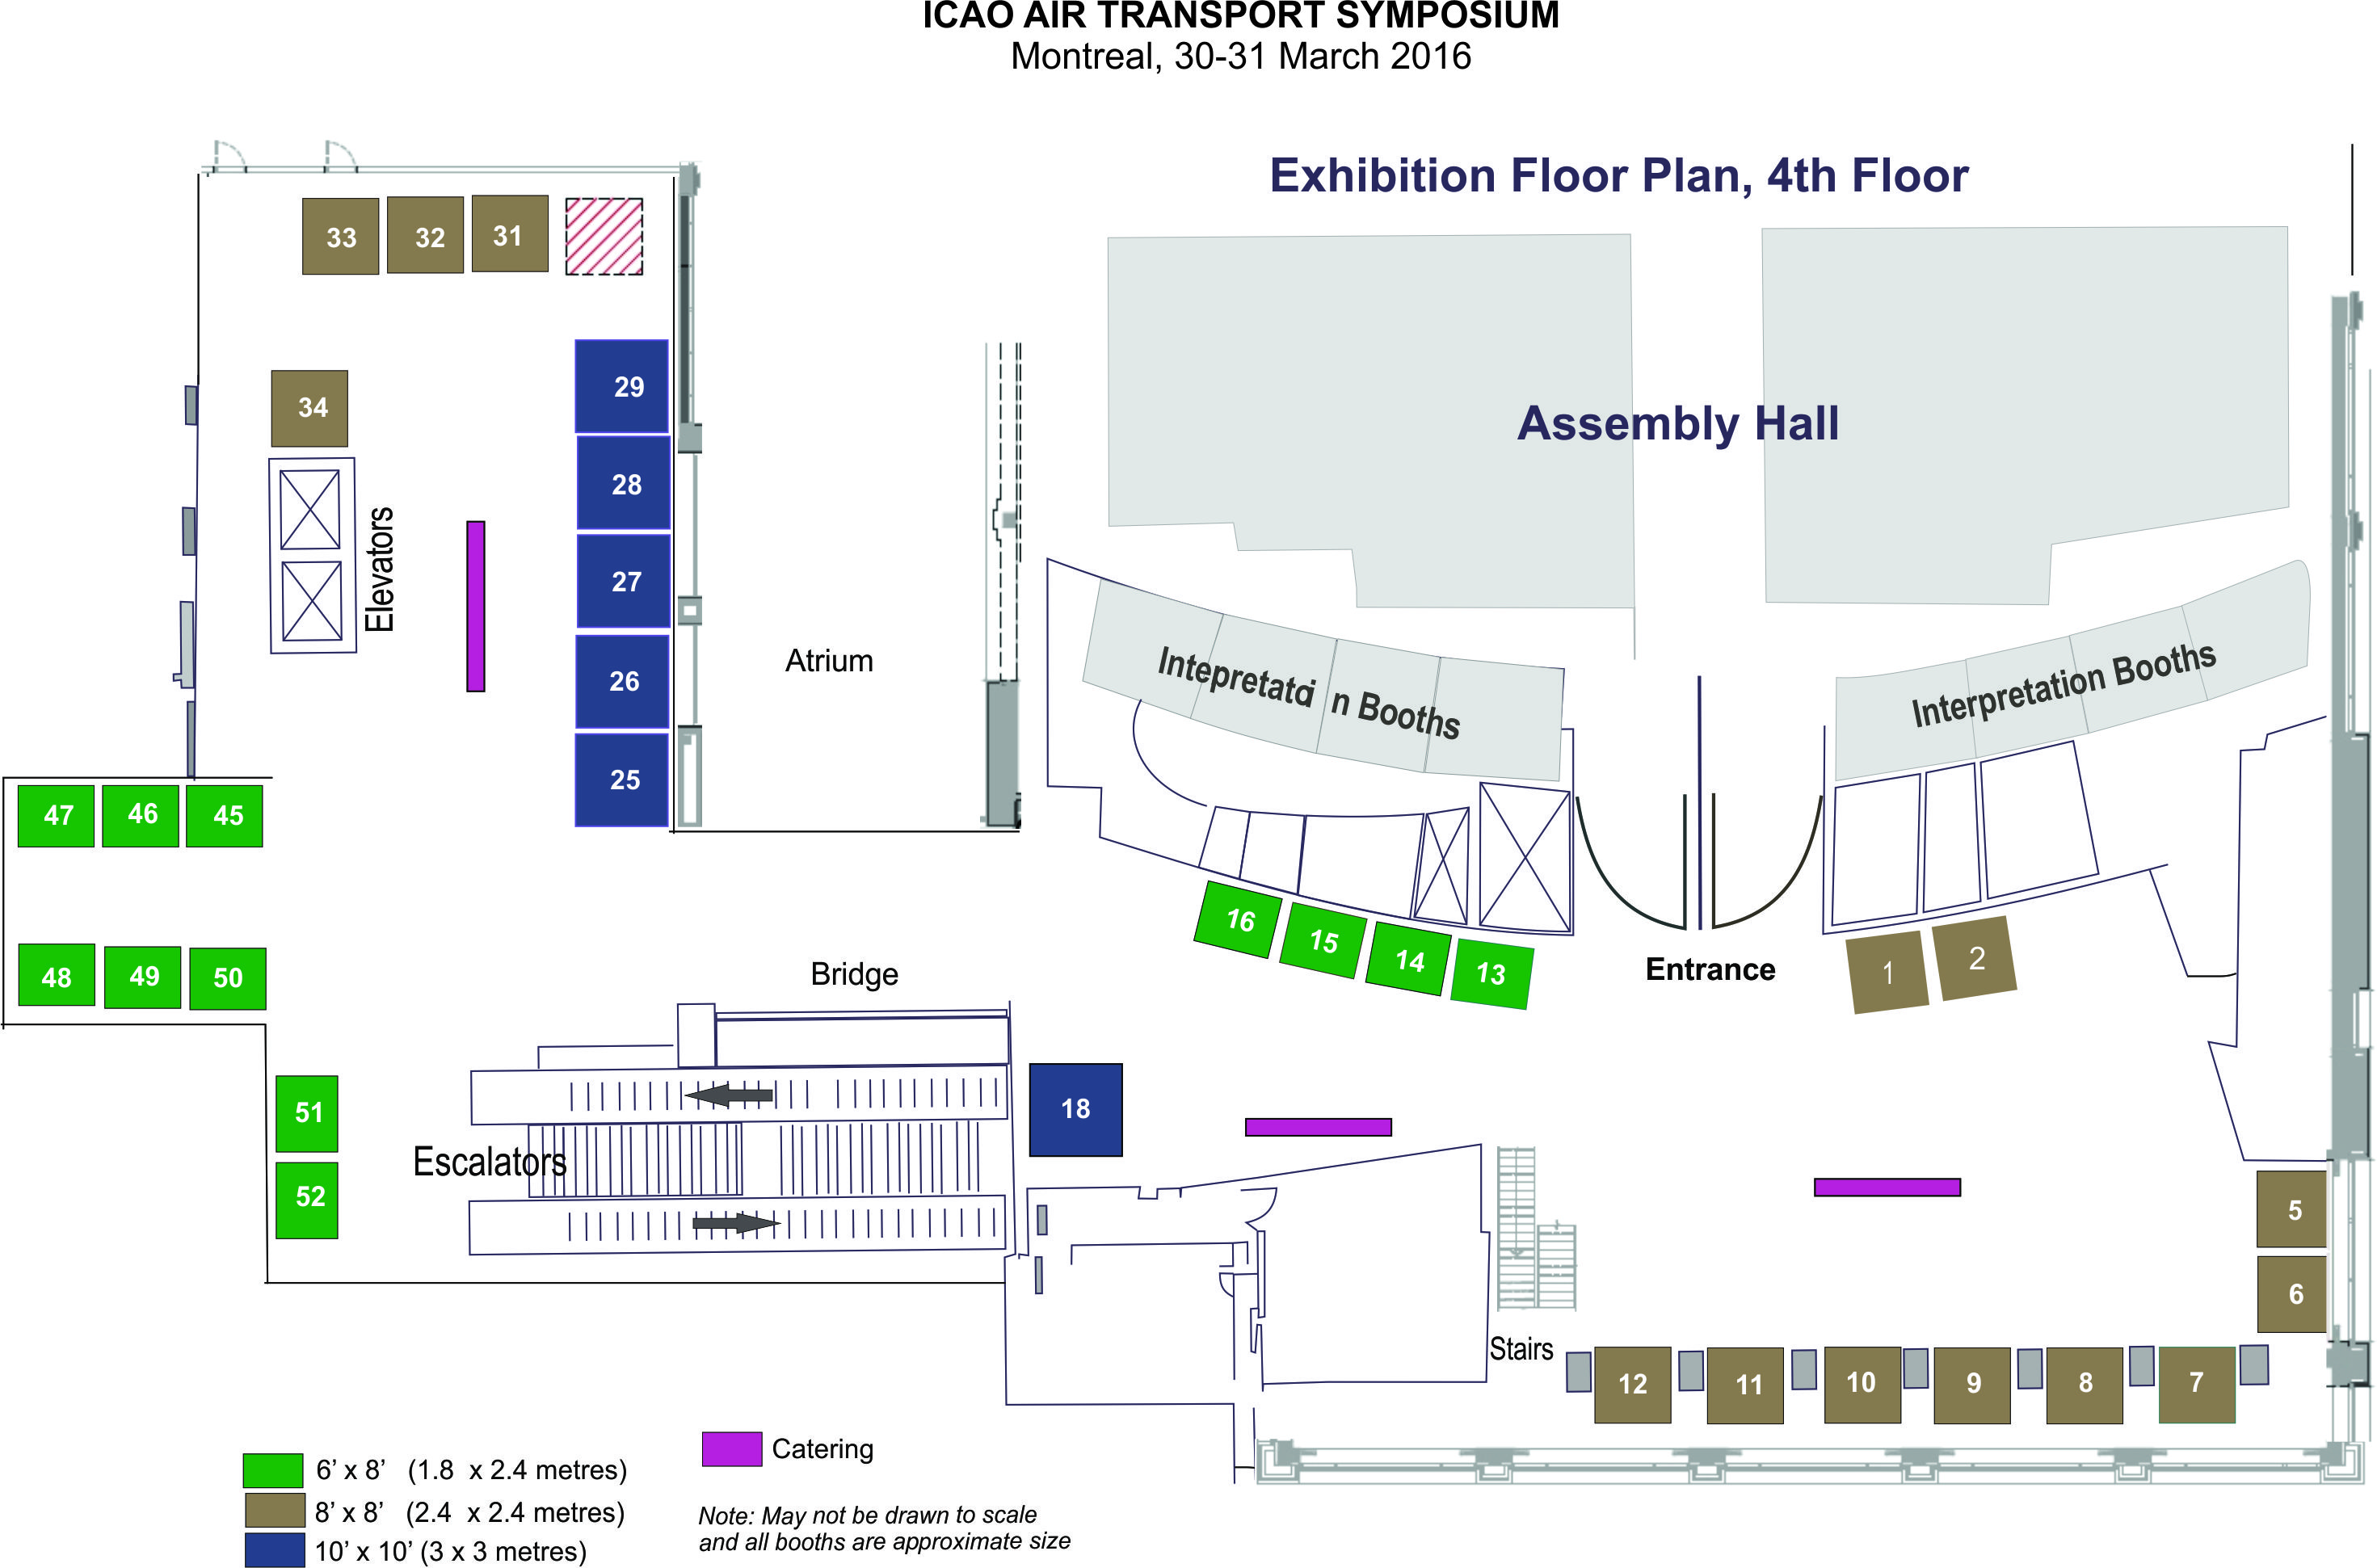 ICAO AIR TRANSPORT SYMPOSIUM
Montreal, 30-31 March 2016
Exhibition Floor Plan, 4th Floor
33
32
31
29
34
Assembly Hall
28
Elevators
27
26
Atrium
Intepretatoi n Booths
Interpretation Booths
25
47
46
45
16
15
14
13
Entrance
1
2
48
49
50
Bridge
51
18
Escalators
52
5
6
Stairs
12
11
10
9
8
7
Catering
6’ x 8’ (1.8 x 2.4 metres)
8’ x 8’ (2.4 x 2.4 metres)
10’ x 10’ (3 x 3 metres)
Note: May not be drawn to scale
and all booths are approximate size